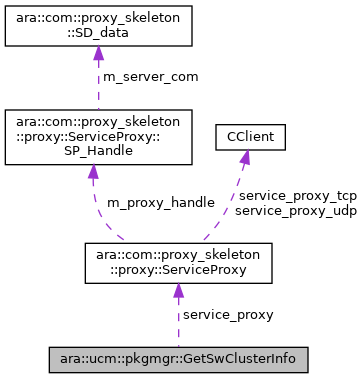 ara::com::proxy_skeleton
::SD_data
m_server_com
ara::com::proxy_skeleton
::proxy::ServiceProxy::
SP_Handle
CClient
m_proxy_handle
service_proxy_tcp
service_proxy_udp
ara::com::proxy_skeleton
::proxy::ServiceProxy
service_proxy
ara::ucm::pkgmgr::GetSwClusterInfo